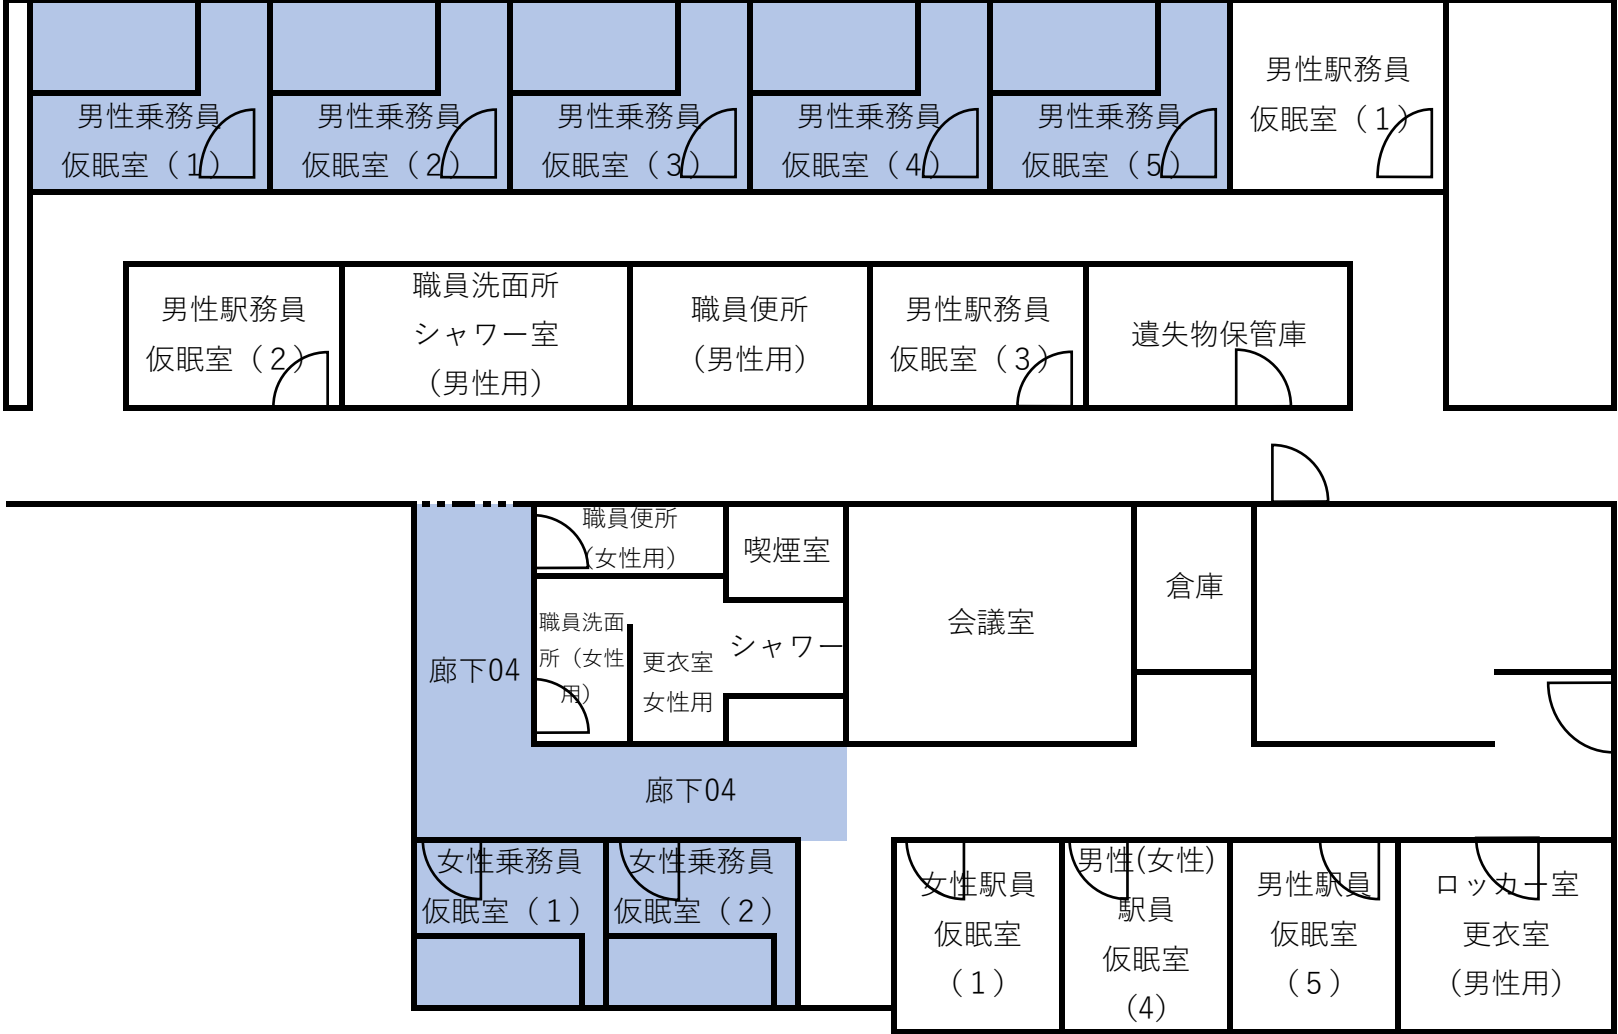 男性乗務員
仮眠室（1）
男性乗務員
仮眠室（2）
男性乗務員
仮眠室（3）
男性乗務員
仮眠室（4）
男性乗務員
仮眠室（5）
男性駅務員
仮眠室（1）
男性駅務員
仮眠室（2）
職員洗面所
シャワー室
（男性用）
職員便所
（男性用）
男性駅務員
仮眠室（3）
遺失物保管庫
職員便所
（女性用）
喫煙室
会議室
倉庫
職員洗面
所（女性
用）
更衣室
女性用
シャワー
廊下04
廊下04
女性乗務員
仮眠室（1）
女性乗務員
仮眠室（2）
女性駅員
仮眠室
（1）
男性(女性)
駅員
仮眠室
（4）
男性駅員
仮眠室
（5）
ロッカー室
更衣室
（男性用）